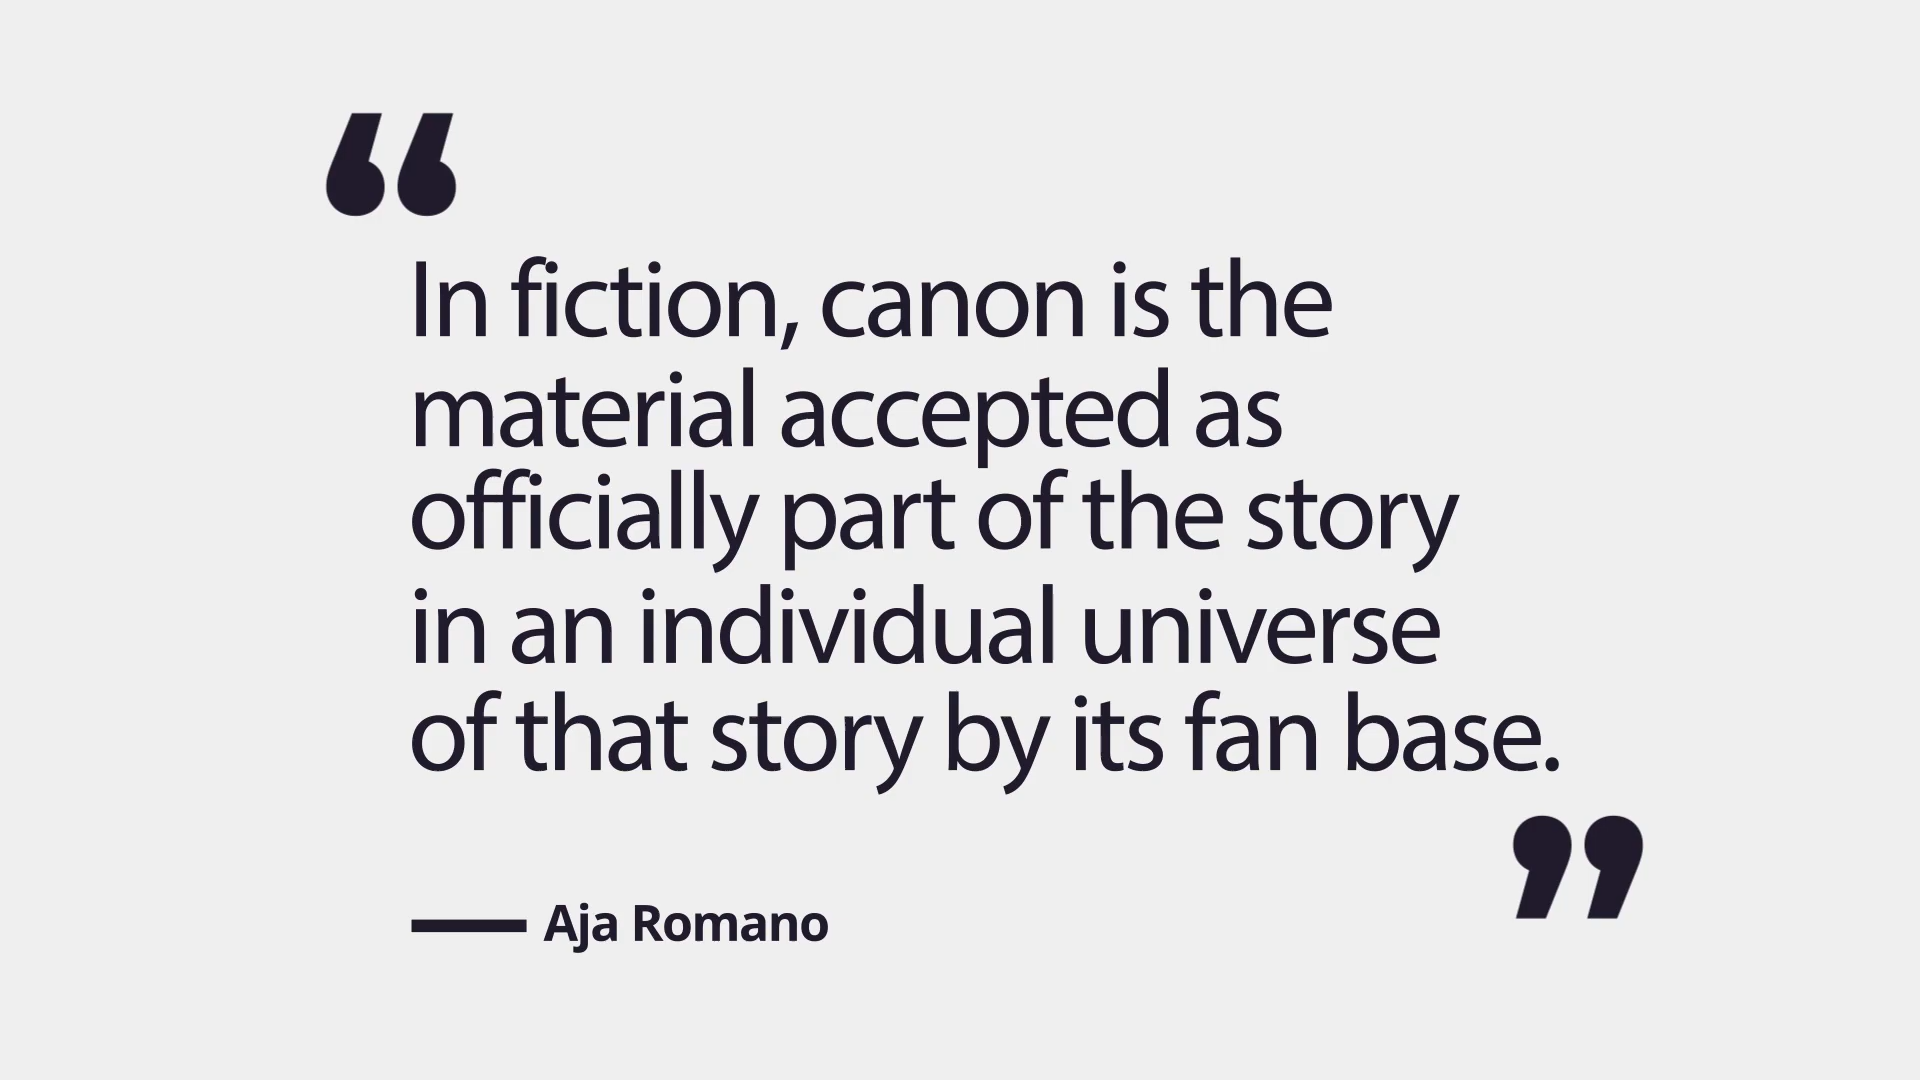 “
In fiction, canon is the
material accepted as
officially part of the story
in an individual universe
of that story by its fan base.
”
— Aja Romano